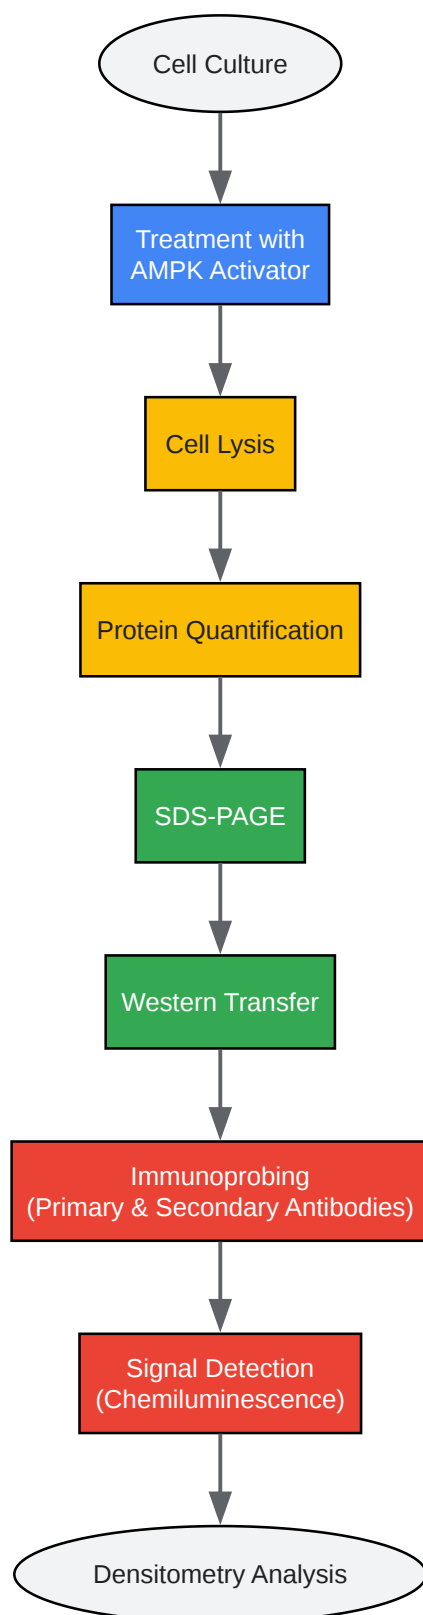 Cell Culture
Treatment with
AMPK Activator
Cell Lysis
Protein Quantification
SDS-PAGE
Western Transfer
Immunoprobing
(Primary & Secondary Antibodies)
Signal Detection
(Chemiluminescence)
Densitometry Analysis